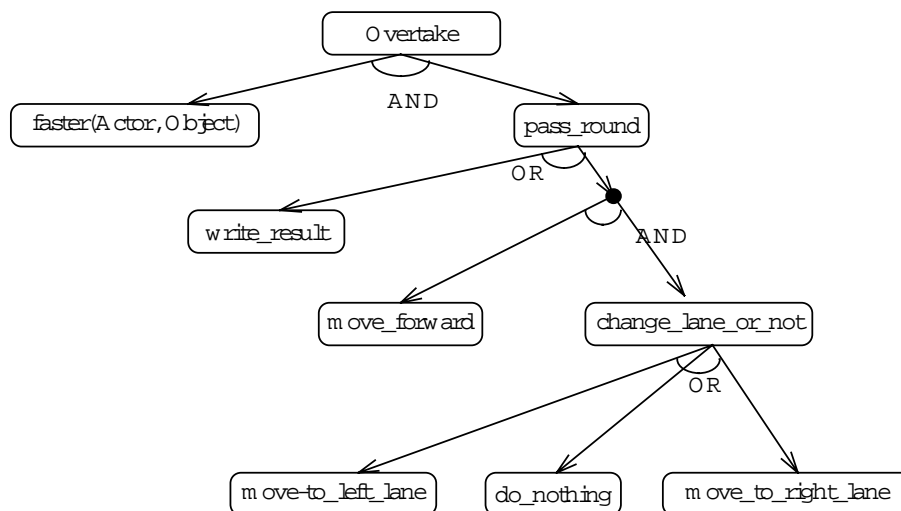 Overtake
AND
faster(Actor,Object)
pass_round
OR
write_result
AND
move_forward
change_lane_or_not
OR
move-to_left_lane
do_nothing
move_to_right_lane